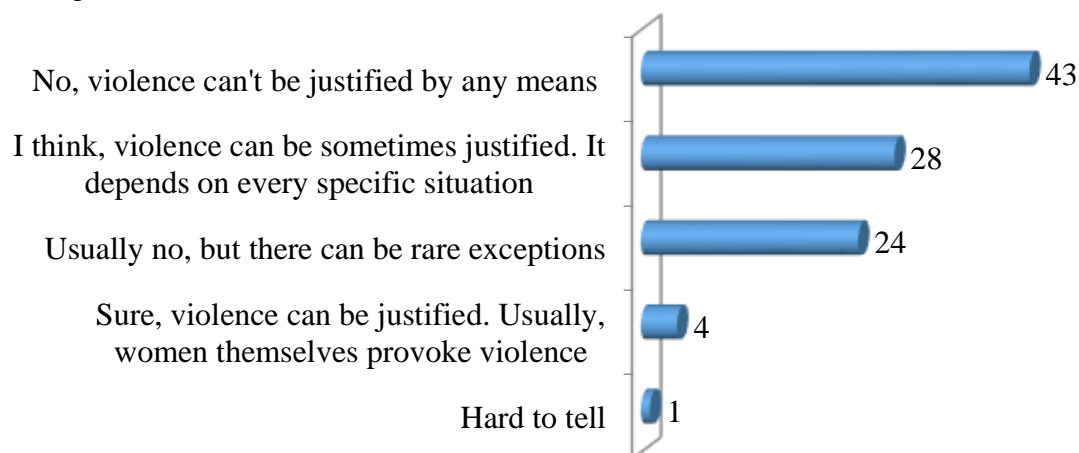 No, violence can't be justified by any means
43
I think, violence can be sometimes justified. It
depends on every specific situation
28
Usually no, but there can be rare exceptions
24
Sure, violence can be justified. Usually,
women themselves provoke violence
4
Hard to tell
1